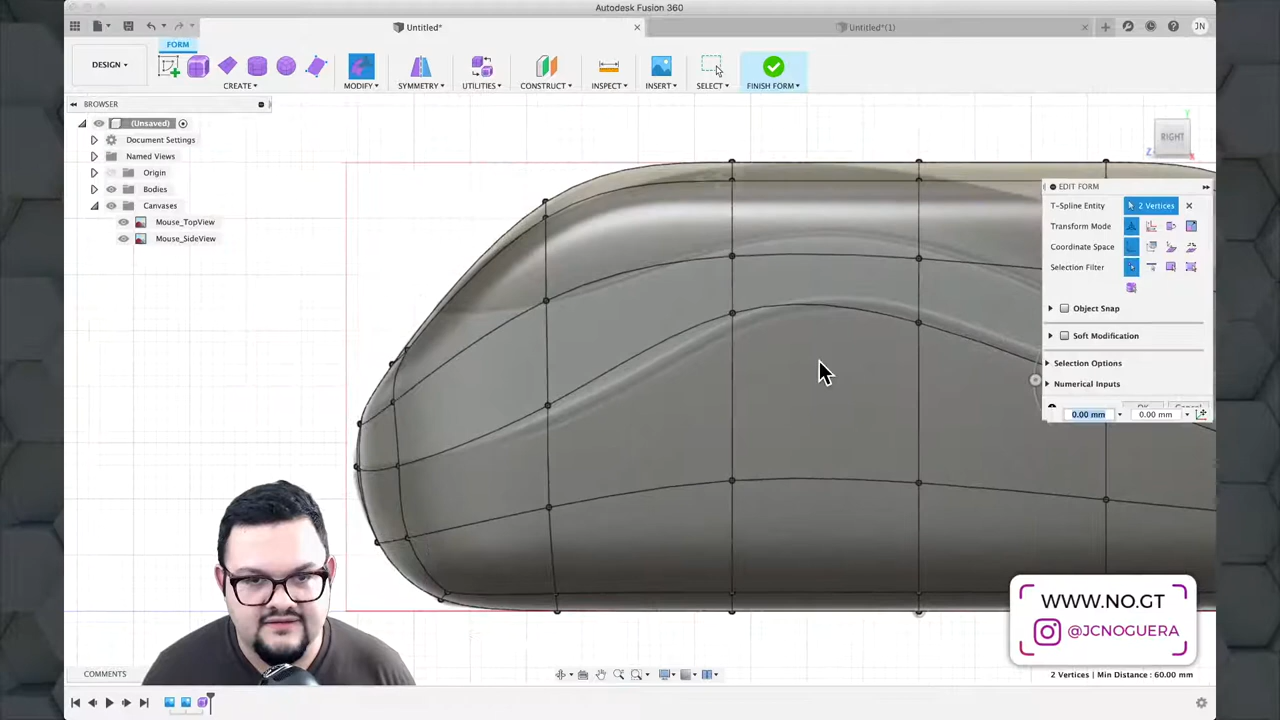 Autodesk Fusion 360
Untitled*
Untitled*(1)
JN
FORM
DESIGN
CREATE
MODIFY
SYMMETRY
UTILITIES
CONSTRUCT
INSPECT
INSERT
SELECT
FINISH FORM
BROWSER
(Unsaved)
Document Settings
Named Views
Origin
Bodies
Canvases
Mouse_TopView
Mouse_SideView
RIGHT
Y
Z
X
EDIT FORM
T-Spline Entity
2 Vertices
Transform Mode
Coordinate Space
Selection Filter
Object Snap
Soft Modification
Selection Options
Numerical Inputs
0.00 mm
0.00 mm
WWW.NO.GT
@JCNOGUERA
COMMENTS
2 Vertices | Min Distance : 60.00 mm